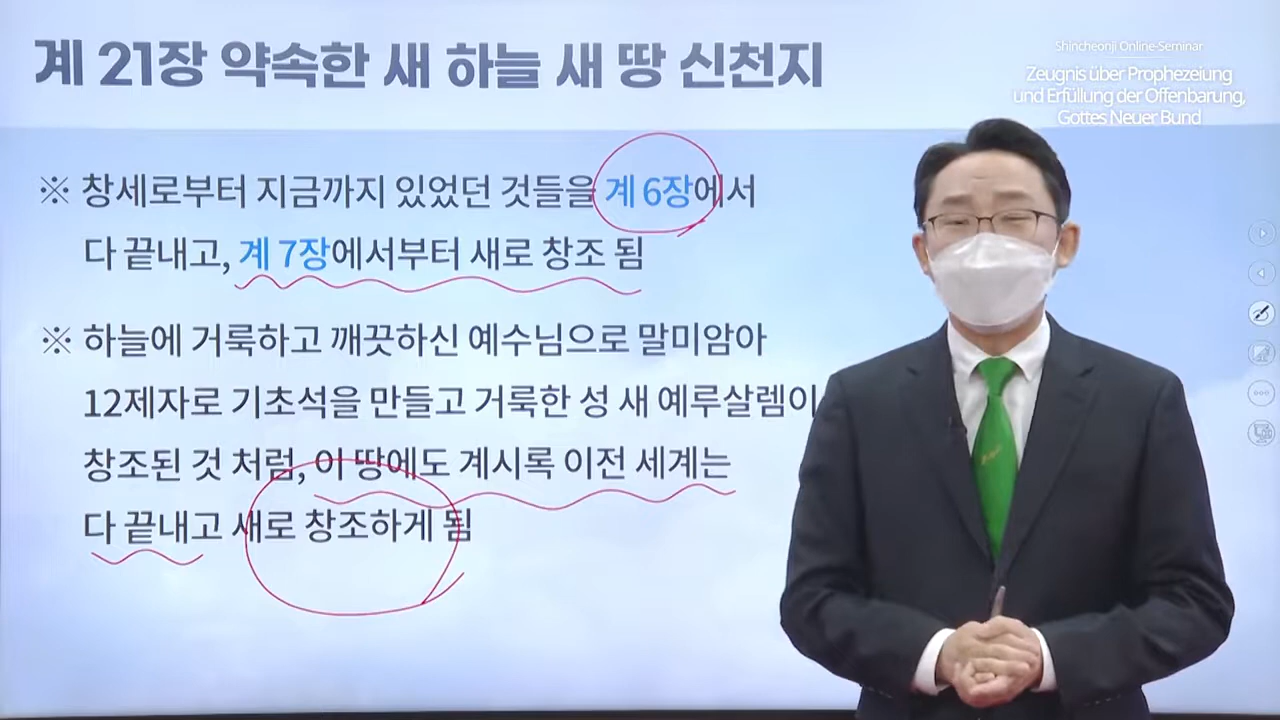 계 21장 약속한 새 하늘 새 땅 신천지
Shincheonji Online-Seminar
Zeugnis über Prophezeiung
und Erfüllung der Offenbarung,
Gottes Neuer Bund
※ 창세로부터 지금까지 있었던 것들을 계 6장에서
다 끝내고, 계 7장에서부터 새로 창조 됨
※ 하늘에 거룩하고 깨끗하신 예수님으로 말미암아
12제자로 기초석을 만들고 거룩한 성 새 예루살렘이
창조된 것 처럼, 이 땅에도 계시록 이전 세계는
다 끝내고 새로 창조하게 됨